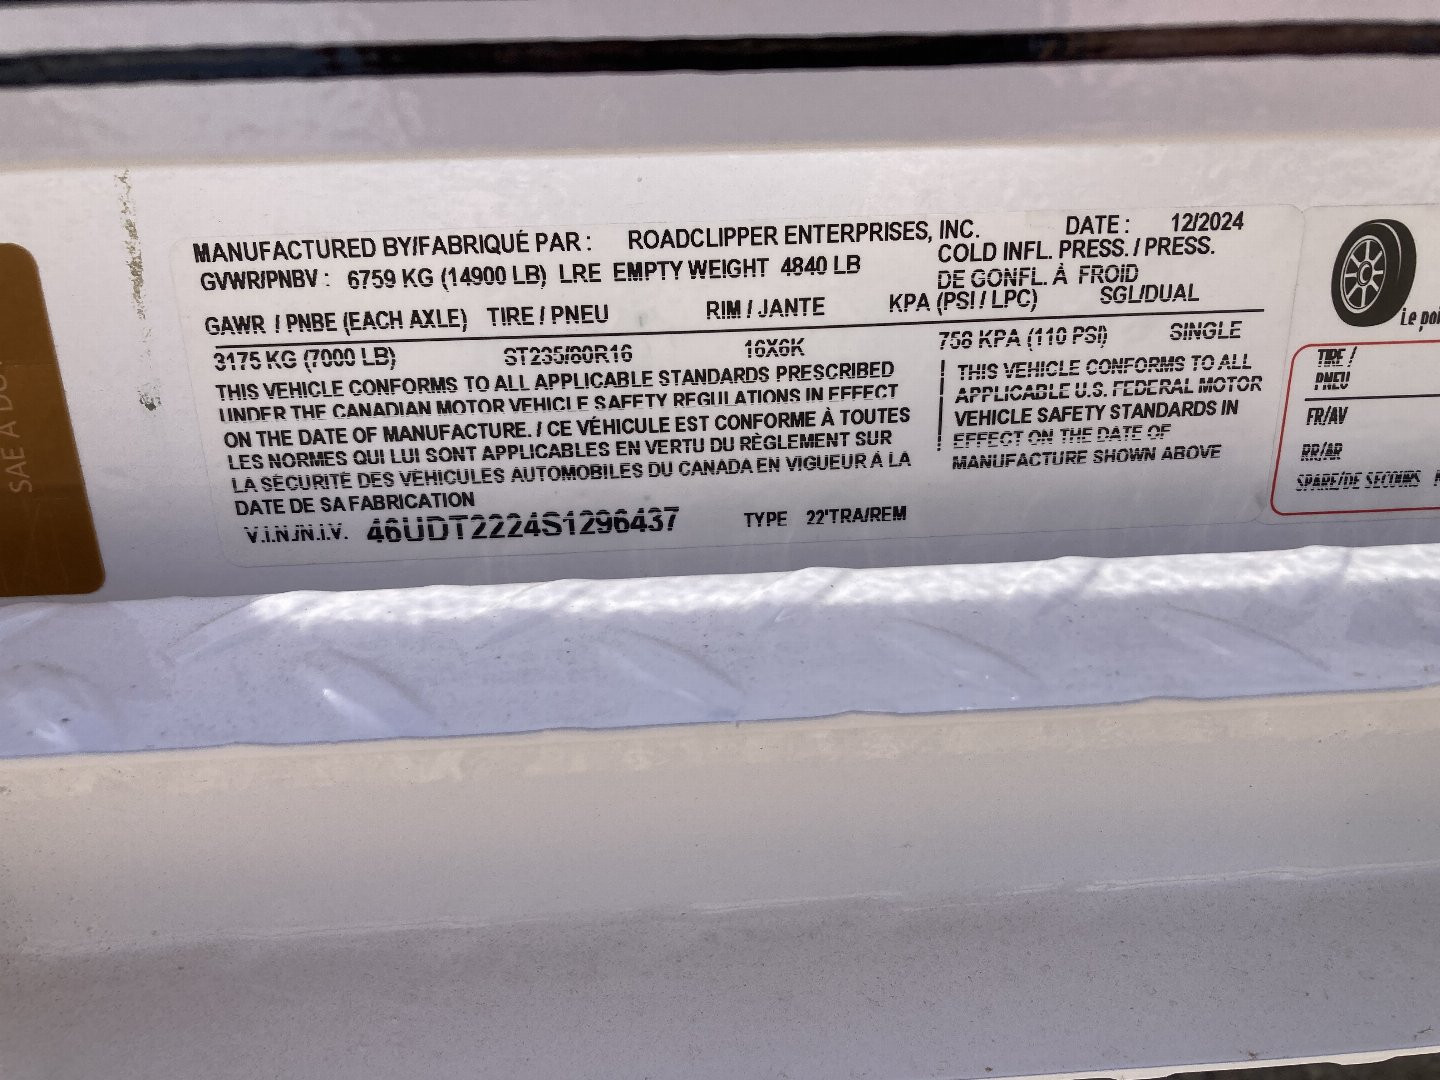 MANUFACTURED BY/FABRIQUÉ PAR : ROADCLIPPER ENTERPRISES, INC. DATE : 12/2024
GVWR/PNBV : 6759 KG (14900 LB) LRE EMPTY WEIGHT 4840 LB COLD INFL. PRESS. / PRESS.
DE GONFL. À FROID
GAWR / PNBE (EACH AXLE) TIRE / PNEU RIM / JANTE KPA (PSI / LPC) SGL/DUAL
3175 KG (7000 LB) ST235/80R16 16X6K 758 KPA (110 PSI) SINGLE
THIS VEHICLE CONFORMS TO ALL APPLICABLE STANDARDS PRESCRIBED
UNDER THE CANADIAN MOTOR VEHICLE SAFETY REGULATIONS IN EFFECT
ON THE DATE OF MANUFACTURE. / CE VÉHICULE EST CONFORME À TOUTES
LES NORMES QUI LUI SONT APPLICABLES EN VERTU DU RÈGLEMENT SUR
LA SÉCURITÉ DES VÉHICULES AUTOMOBILES DU CANADA EN VIGUEUR À LA
DATE DE SA FABRICATION
THIS VEHICLE CONFORMS TO ALL
APPLICABLE U.S. FEDERAL MOTOR
VEHICLE SAFETY STANDARDS IN
EFFECT ON THE DATE OF
MANUFACTURE SHOWN ABOVE
V.I.N./N.I.V. 46UDT2224S1296437 TYPE 22'TRA/REM
Le
TIRE /
PNEU
FR/AV
RR/AR
SPARE/DE SECOURS
SAE A